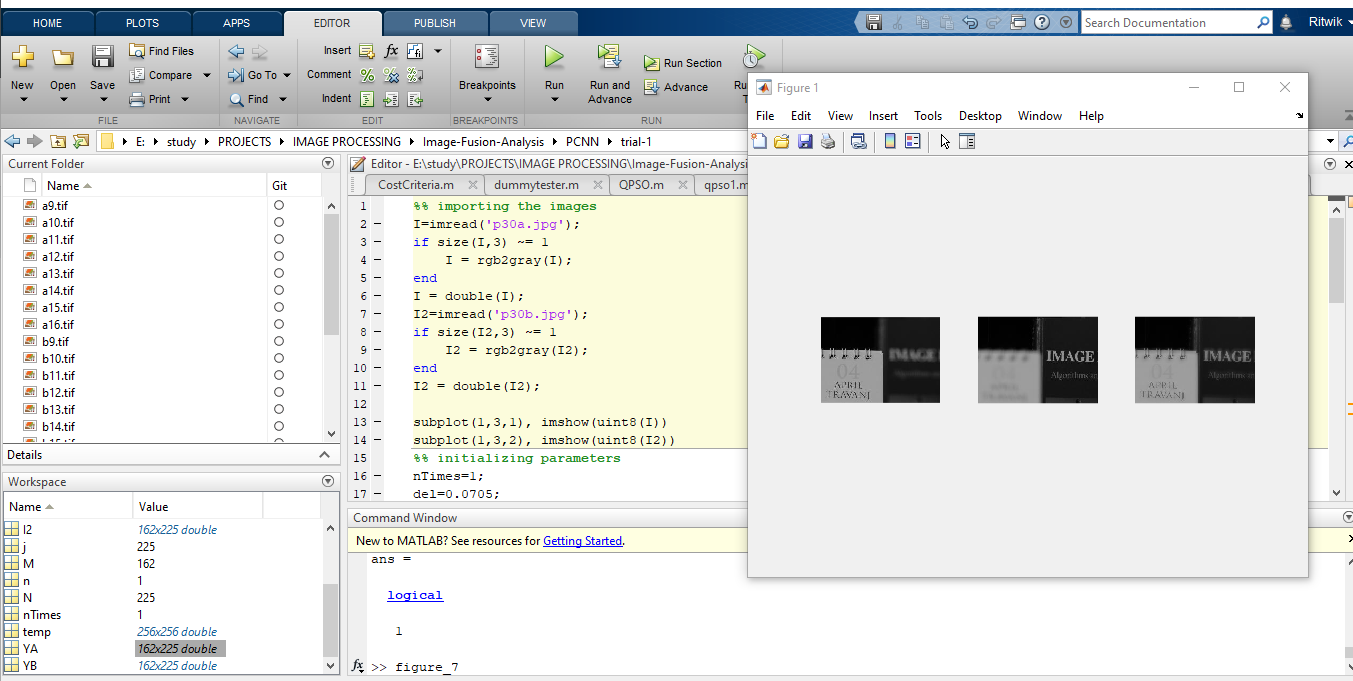 HOME PLOTS APPS EDITOR PUBLISH VIEW Search Documentation Ritwik
New Open Save Find Files Compare Print
FILE
Go To Find
NAVIGATE
Insert fx
Comment
Indent
EDIT
Breakpoints
BREAKPOINTS
Run Run and Advance Run Section Advance
RUN
E: study PROJECTS IMAGE PROCESSING Image-Fusion-Analysis PCNN trial-1
Current Folder
Name Git
a9.tif
a10.tif
a11.tif
a12.tif
a13.tif
a14.tif
a15.tif
a16.tif
b9.tif
b10.tif
b11.tif
b12.tif
b13.tif
b14.tif
Details
Workspace
Name Value
I2 162x225 double
j 225
M 162
n 1
N 225
nTimes 1
temp 256x256 double
YA 162x225 double
YB 162x225 double
Editor - E:\study\PROJECTS\IMAGE PROCESSING\Image-Fusion-Analysi
CostCriteria.m dummytester.m QPSO.m qpso1.m
1 %% importing the images
2 I=imread('p30a.jpg');
3 if size(I,3) ~= 1
4 I = rgb2gray(I);
5 end
6 I = double(I);
7 I2=imread('p30b.jpg');
8 if size(I2,3) ~= 1
9 I2 = rgb2gray(I2);
10 end
11 I2 = double(I2);
12
13 subplot(1,3,1), imshow(uint8(I))
14 subplot(1,3,2), imshow(uint8(I2))
15 %% initializing parameters
16 nTimes=1;
17 del=0.0705;
Command Window
New to MATLAB? See resources for Getting Started.
ans =
logical
1
fx >> figure_7
Figure 1
File Edit View Insert Tools Desktop Window Help
IMAGE
04
APRIL
TRAVANJ
IMAGE
Algorithms
04
APRIL
IMAGE
Algorithms
04
APRIL
TRAVANJ